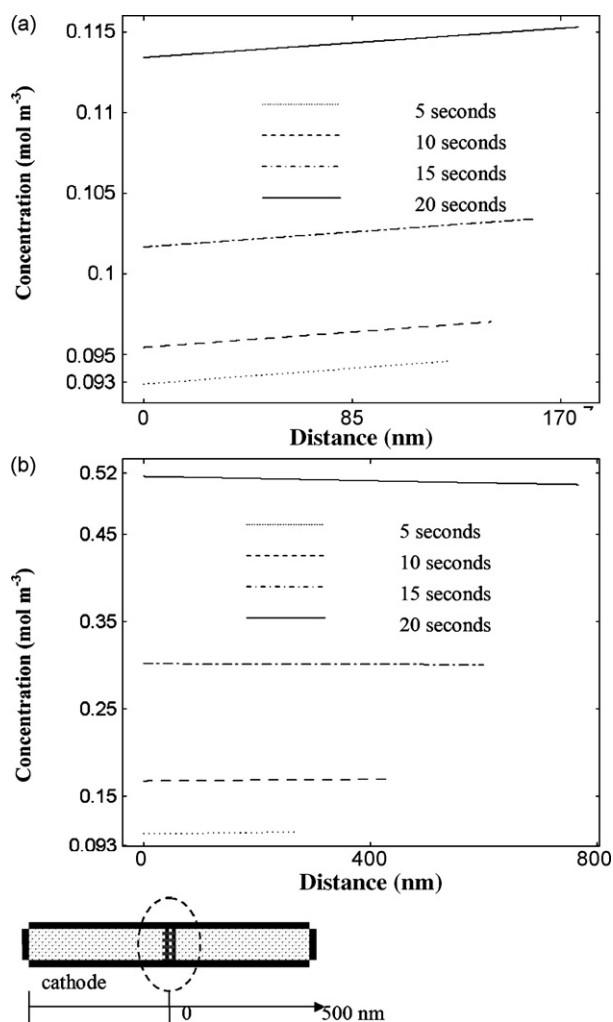 (a)
0.115
0.11
0.105
0.1
0.095
0.093
Concentration (mol m-3)
5 seconds
10 seconds
15 seconds
20 seconds
0
85
170
Distance (nm)
(b)
0.52
0.45
0.35
0.25
0.15
0.093
Concentration (mol m-3)
5 seconds
10 seconds
15 seconds
20 seconds
0
400
800
Distance (nm)
cathode
0
500 nm